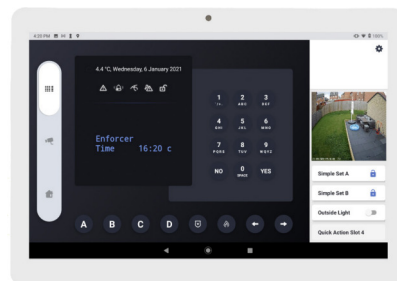 4:20 PM
100%
4.4 °C, Wednesday, 6 January 2021
Enforcer
Time 16:20 c
1
2 ABC
3 DEF
4 GHI
5 JKL
6 MNO
7 PQRS
8 TUV
9 WXYZ
NO
0 SPACE
YES
A B C D
Simple Set A
Simple Set B
Outside Light
Quick Action Slot 4